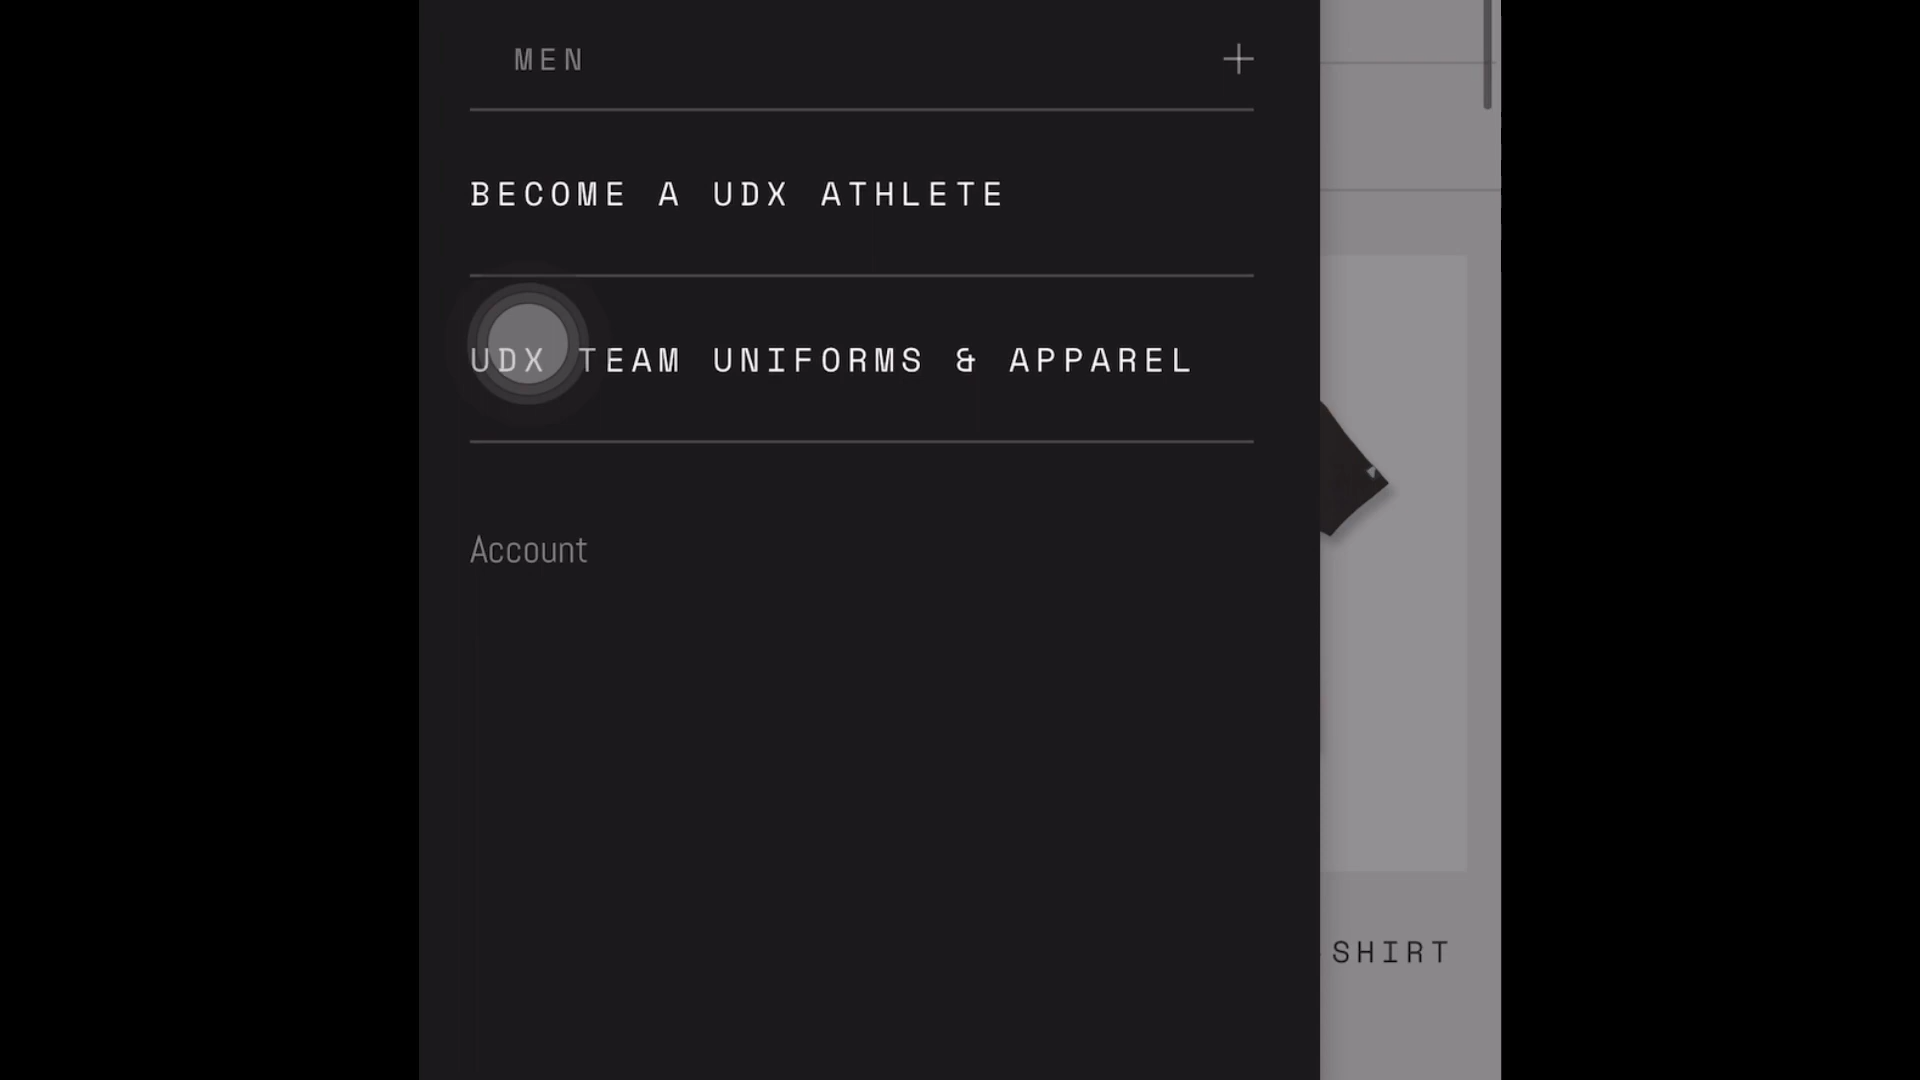 MEN
BECOME A UDX ATHLETE
UDX TEAM UNIFORMS & APPAREL
Account
SHIRT